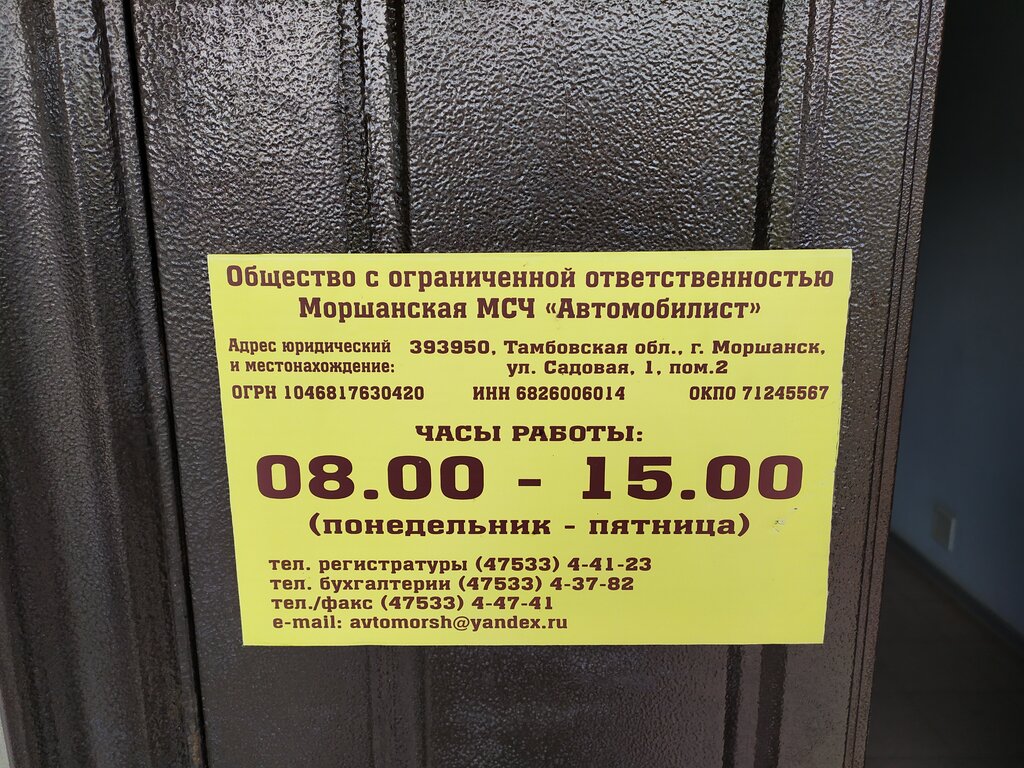 Общество с ограниченной ответственностью
Моршанская МСЧ «Автомобилист»
Адрес юридический и местонахождение:
393950, Тамбовская обл., г. Моршанск,
ул. Садовая, 1, пом.2
ОГРН 1046817630420 ИНН 6826006014 ОКПО 71245567
ЧАСЫ РАБОТЫ:
08.00 - 15.00
(понедельник - пятница)
тел. регистратуры (47533) 4-41-23
тел. бухгалтерии (47533) 4-37-82
тел./факс (47533) 4-47-41
e-mail: avtomorsh@yandex.ru